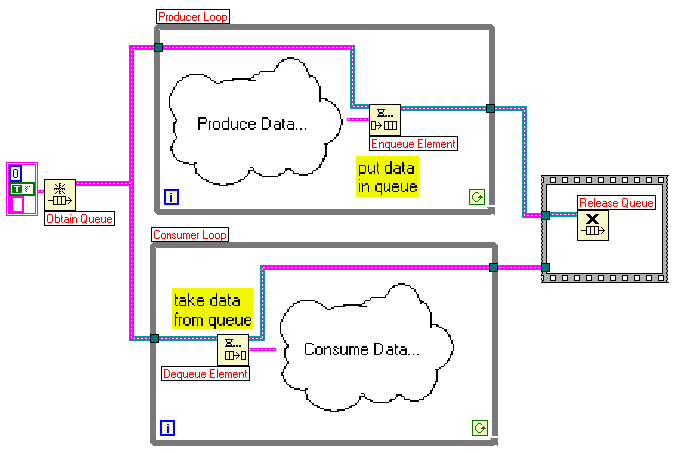 Producer Loop
Produce Data...
Enqueue Element
put data
in queue
i
0
T F
Obtain Queue
Release Queue
Consumer Loop
take data
from queue
Consume Data...
Dequeue Element
i